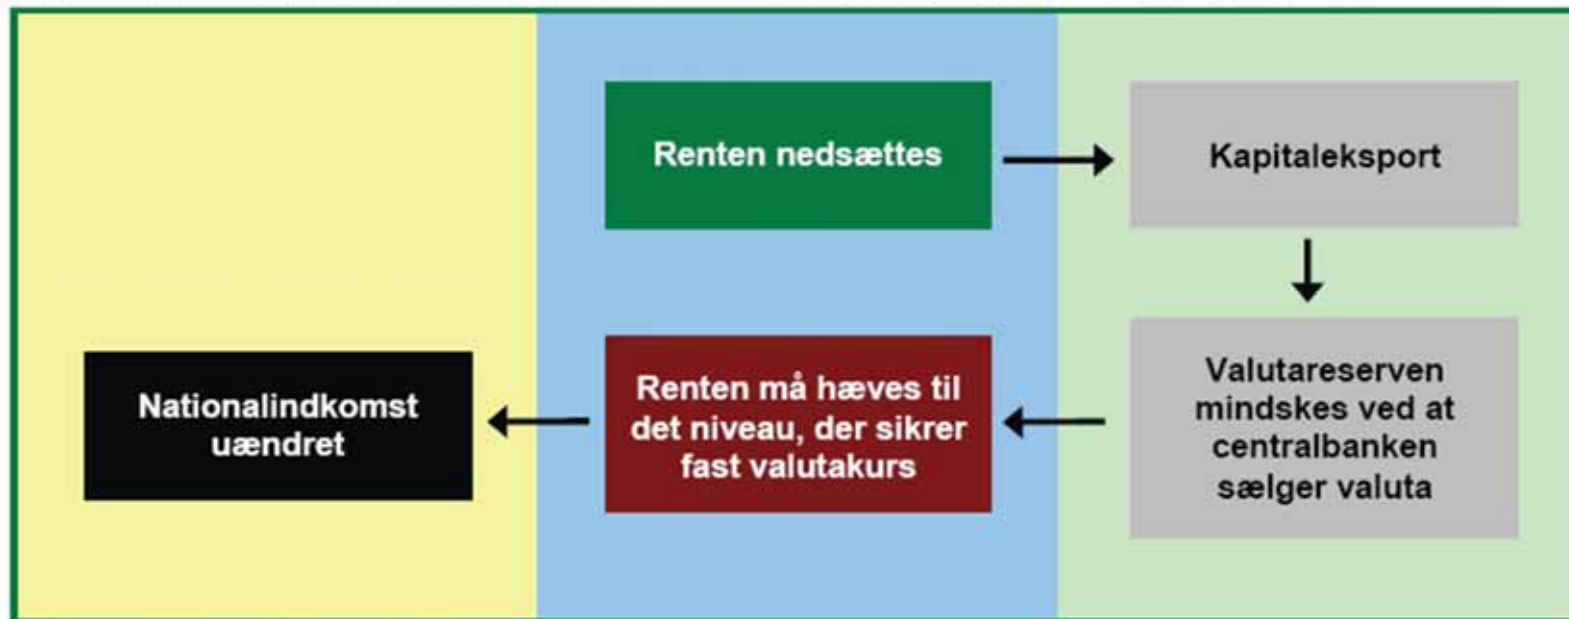 Renten nedsættes
Kapitaleksport
Valutareserven
mindskes ved at
centralbanken
sælger valuta
Renten må hæves til
det niveau, der sikrer
fast valutakurs
Nationalindkomst
uændret